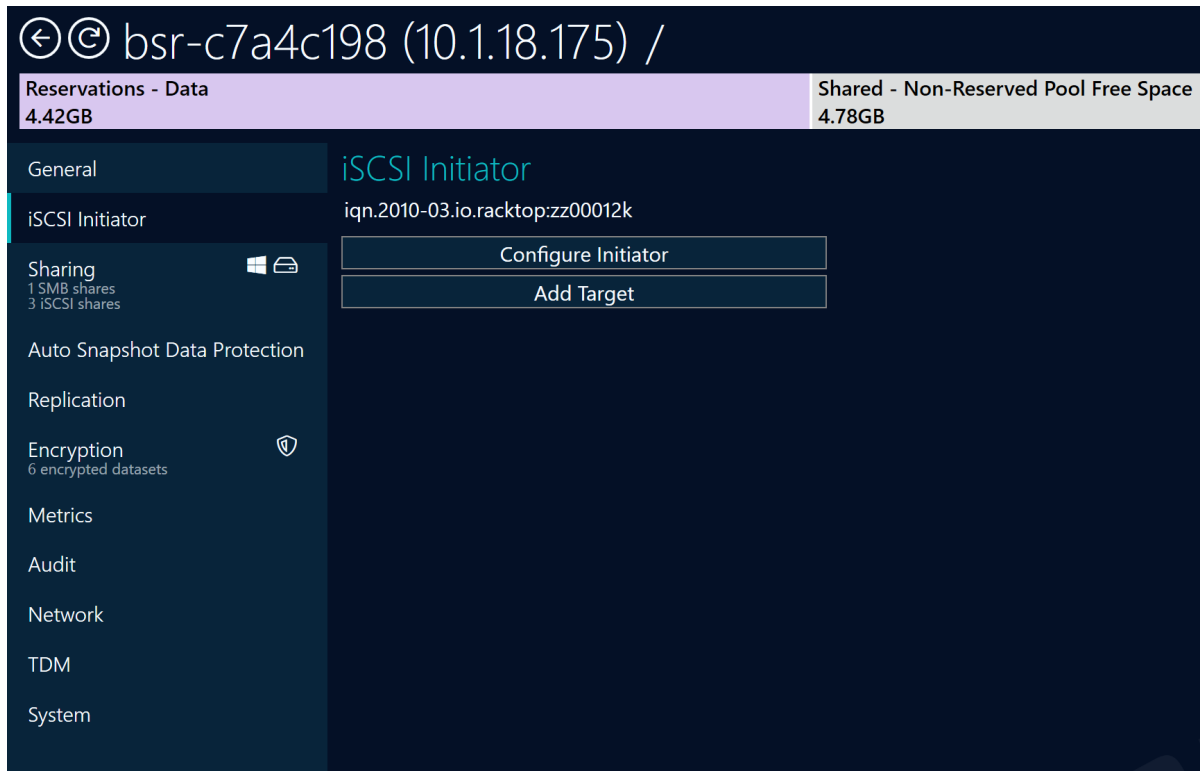 bsr-c7a4c198 (10.1.18.175) /
Reservations - Data
4.42GB
Shared - Non-Reserved Pool Free Space
4.78GB
General
iSCSI Initiator
Sharing
1 SMB shares
3 iSCSI shares
Auto Snapshot Data Protection
Replication
Encryption
6 encrypted datasets
Metrics
Audit
Network
TDM
System
iSCSI Initiator
iqn.2010-03.io.racktop:zz00012k
Configure Initiator
Add Target